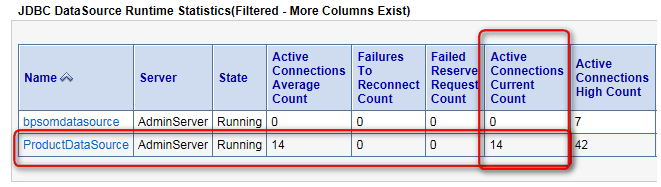 JDBC DataSource Runtime Statistics(Filtered - More Columns Exist)
Name Server State Active Connections Average Count Failures To Reconnect Count Failed Reserve Request Count Active Connections Current Count Active Connections High Count
bpsomdatasource AdminServer Running 0 0 0 0 7
ProductDataSource AdminServer Running 14 0 0 14 42